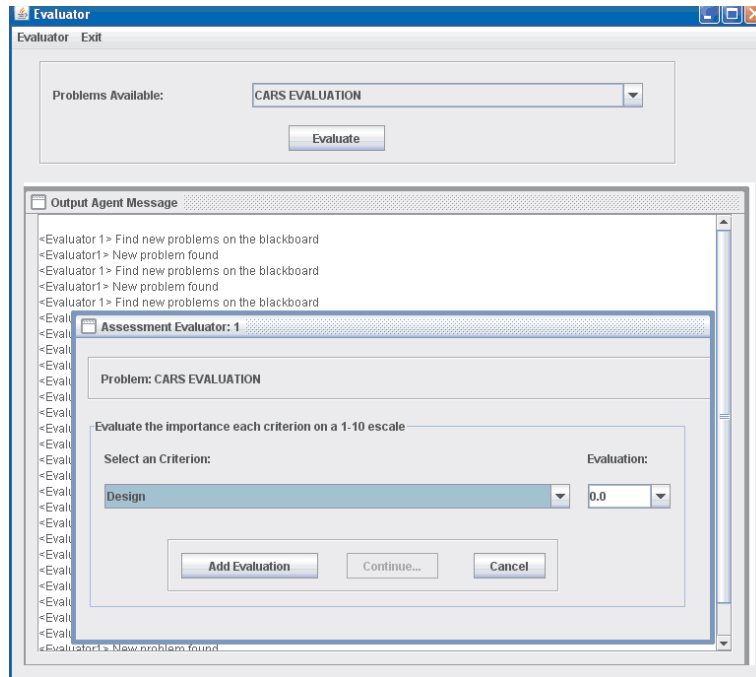 Evaluator
Evaluator Exit
Problems Available:
CARS EVALUATION
Evaluate
Output Agent Message
<Evaluator 1> Find new problems on the blackboard
<Evaluator1> New problem found
<Evaluator 1> Find new problems on the blackboard
<Evaluator1> New problem found
<Evaluator 1> Find new problems on the blackboard
Assessment Evaluator: 1
Problem: CARS EVALUATION
Evaluate the importance each criterion on a 1-10 escale
Select an Criterion:
Evaluation:
Design
0.0
Add Evaluation
Continue...
Cancel
<Evaluator1> New problem found